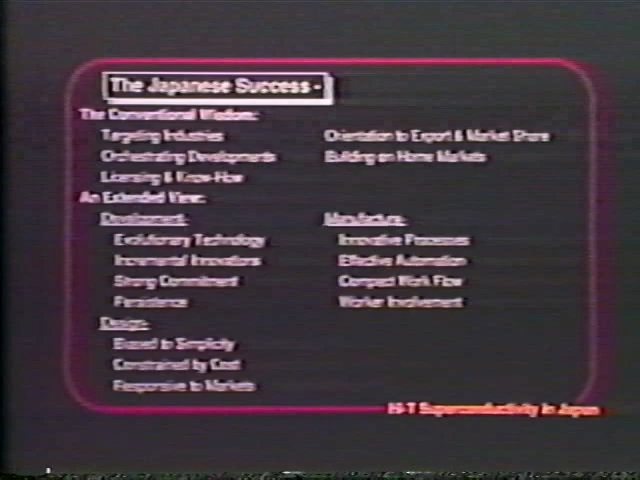 The Japanese Success -
The Conventional Wisdom:
Targeting Industries
Orchestrating Developments
Licensing & Know-How
Orientation to Export & Market Share
Building on Home Markets
An Extended View:
Development:
Evolutionary Technology
Incremental Innovations
Strong Commitment
Persistence
Design:
Biased to Simplicity
Constrained by Cost
Responsive to Markets
Manufacture:
Innovative Processes
Effective Automation
Compact Work Flow
Worker Involvement
Hi-T Superconductivity in Japan